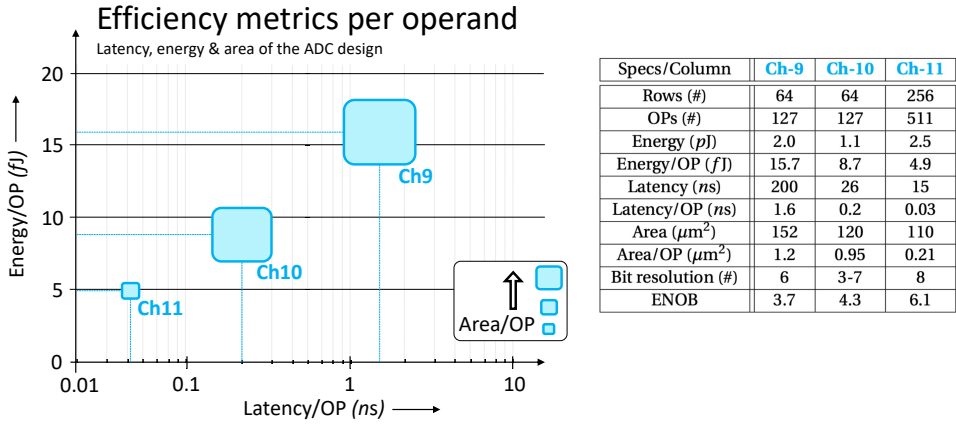 Efficiency metrics per operand
Latency, energy & area of the ADC design
Energy/OP (fJ)
20
15
10
5
0
Ch9
Ch10
Ch11
Area/OP
0.01
0.1
1
10
Latency/OP (ns)
Specs/Column Ch-9 Ch-10 Ch-11
Rows (#) 64 64 256
OPs (#) 127 127 511
Energy (pJ) 2.0 1.1 2.5
Energy/OP (fJ) 15.7 8.7 4.9
Latency (ns) 200 26 15
Latency/OP (ns) 1.6 0.2 0.03
Area (μm²) 152 120 110
Area/OP (μm²) 1.2 0.95 0.21
Bit resolution (#) 6 3-7 8
ENOB 3.7 4.3 6.1